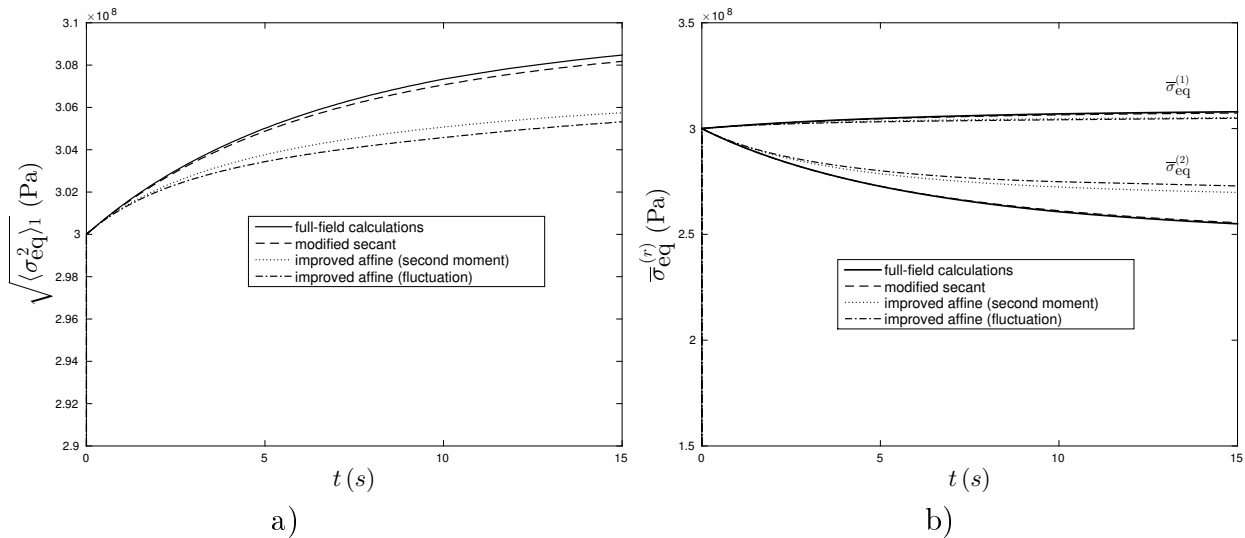 ×10⁸
3.1
3.08
3.06
3.04
3.02
3
2.98
2.96
2.94
2.92
2.9
0
5
10
15
t (s)
√⟨σ²eq⟩₁ (Pa)
full-field calculations
modified secant
improved affine (second moment)
improved affine (fluctuation)
a)
×10⁸
3.5
3
2.5
2
1.5
0
5
10
15
t (s)
σ̅eq⁽ʳ⁾ (Pa)
σ̅eq⁽¹⁾
σ̅eq⁽²⁾
full-field calculations
modified secant
improved affine (second moment)
improved affine (fluctuation)
b)